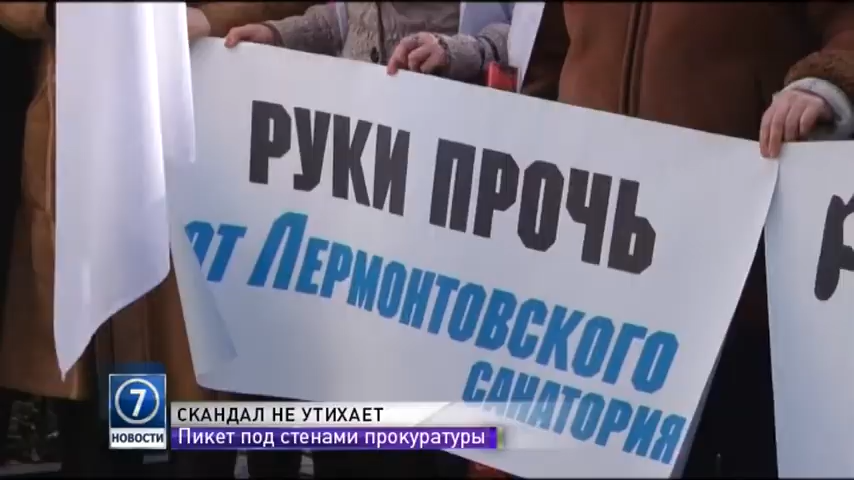 РУКИ ПРОЧЬ
ОТ ЛЕРМОНТОВСКОГО
САНАТОРИЯ
7
НОВОСТИ
СКАНДАЛ НЕ УТИХАЕТ
Пикет под стенами прокуратуры